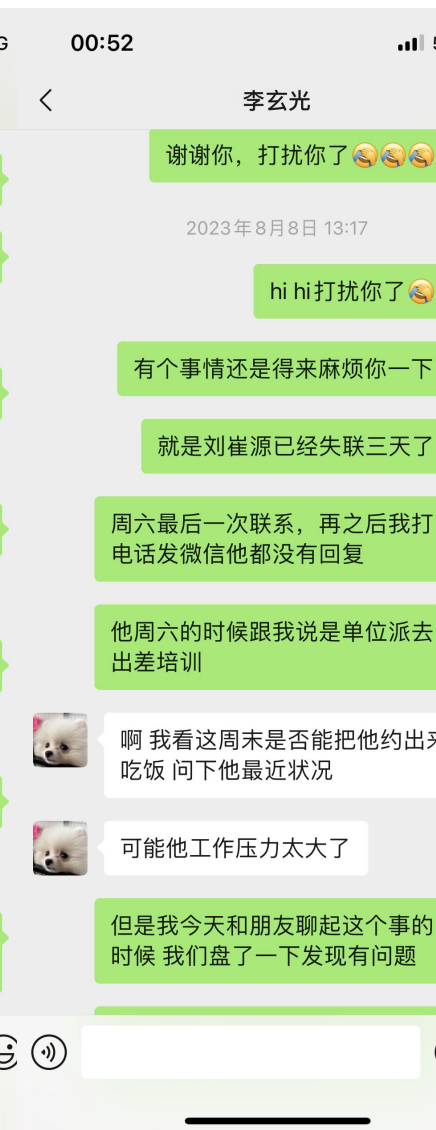 00:52
李玄光
谢谢你，打扰你了
2023年8月8日 13:17
hi hi打扰你了
有个事情还是得来麻烦你一下
就是刘崔源已经失联三天了
周六最后一次联系，再之后我打
电话发微信他都没有回复
他周六的时候跟我说是单位派去
出差培训
啊 我看这周末是否能把他约出来
吃饭 问下他最近状况
可能他工作压力太大了
但是我今天和朋友聊起这个事的
时候 我们盘了一下发现有问题